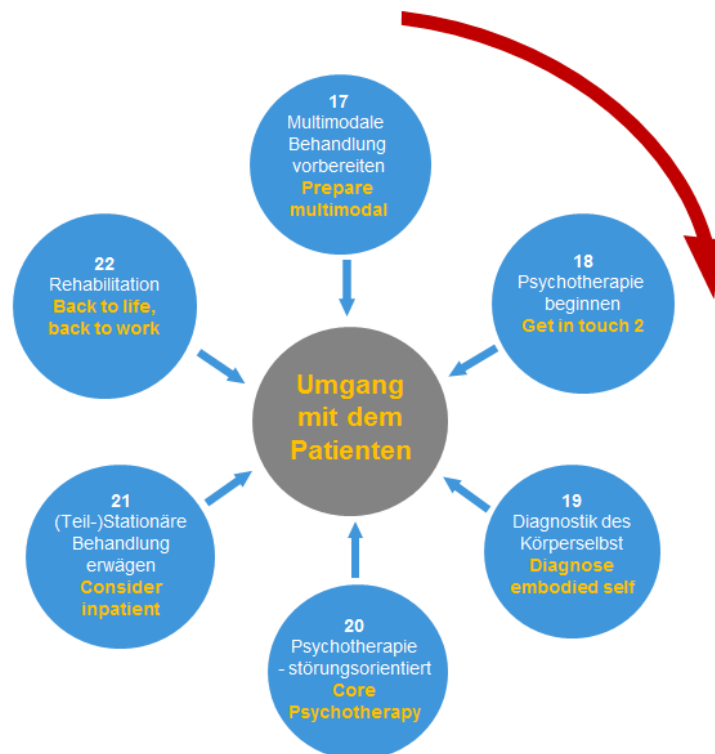 17
Multimodale
Behandlung
vorbereiten
Prepare
multimodal
18
Psychotherapie
beginnen
Get in touch 2
19
Diagnostik des
Körperselbst
Diagnose
embodied self
20
Psychotherapie
- störungsorientiert
Core
Psychotherapy
21
(Teil-)Stationäre
Behandlung
erwägen
Consider
inpatient
22
Rehabilitation
Back to life,
back to work
Umgang
mit dem
Patienten